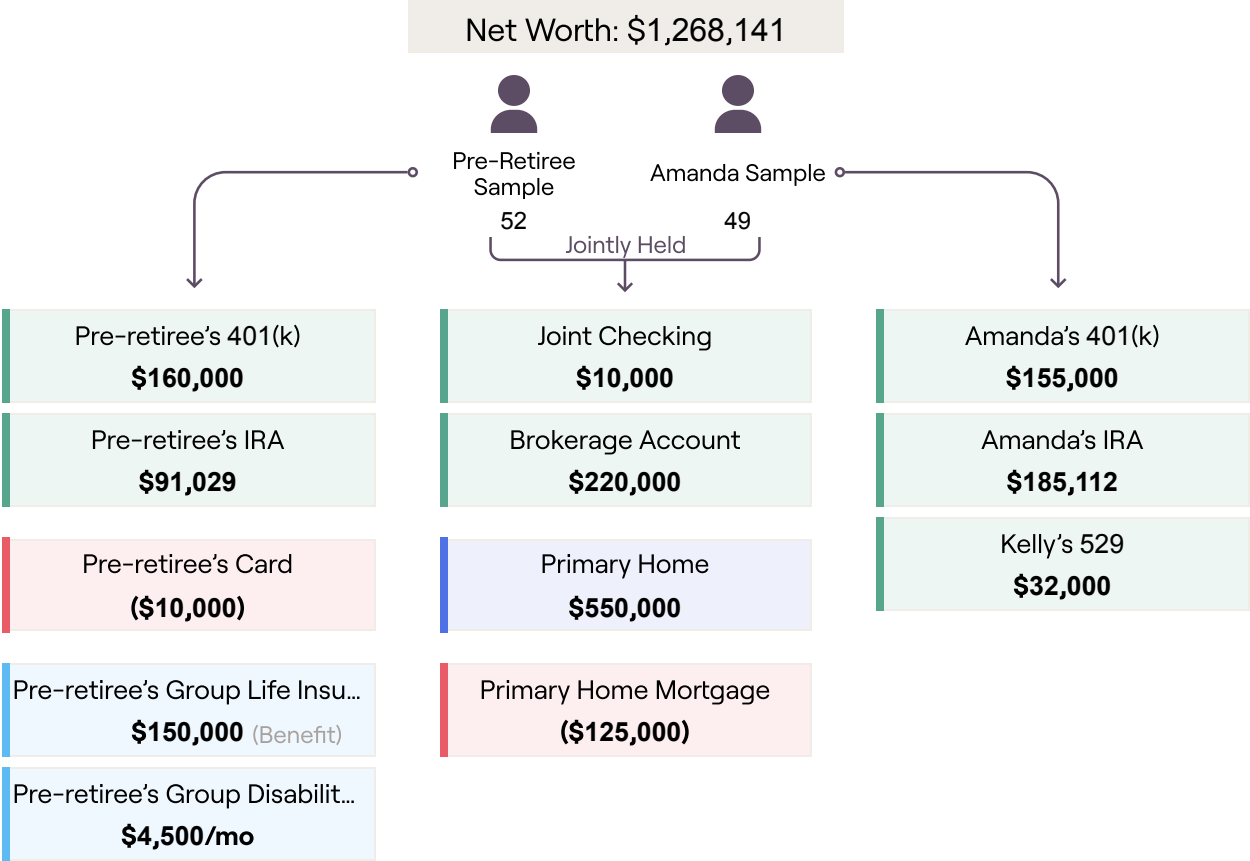 Net Worth: $1,268,141
Pre-Retiree
Sample
52
Amanda Sample
49
Jointly Held
Pre-retiree’s 401(k)
$160,000
Pre-retiree’s IRA
$91,029
Pre-retiree’s Card
($10,000)
Pre-retiree’s Group Life Insu...
$150,000 (Benefit)
Pre-retiree’s Group Disabilit...
$4,500/mo
Joint Checking
$10,000
Brokerage Account
$220,000
Primary Home
$550,000
Primary Home Mortgage
($125,000)
Amanda’s 401(k)
$155,000
Amanda’s IRA
$185,112
Kelly’s 529
$32,000